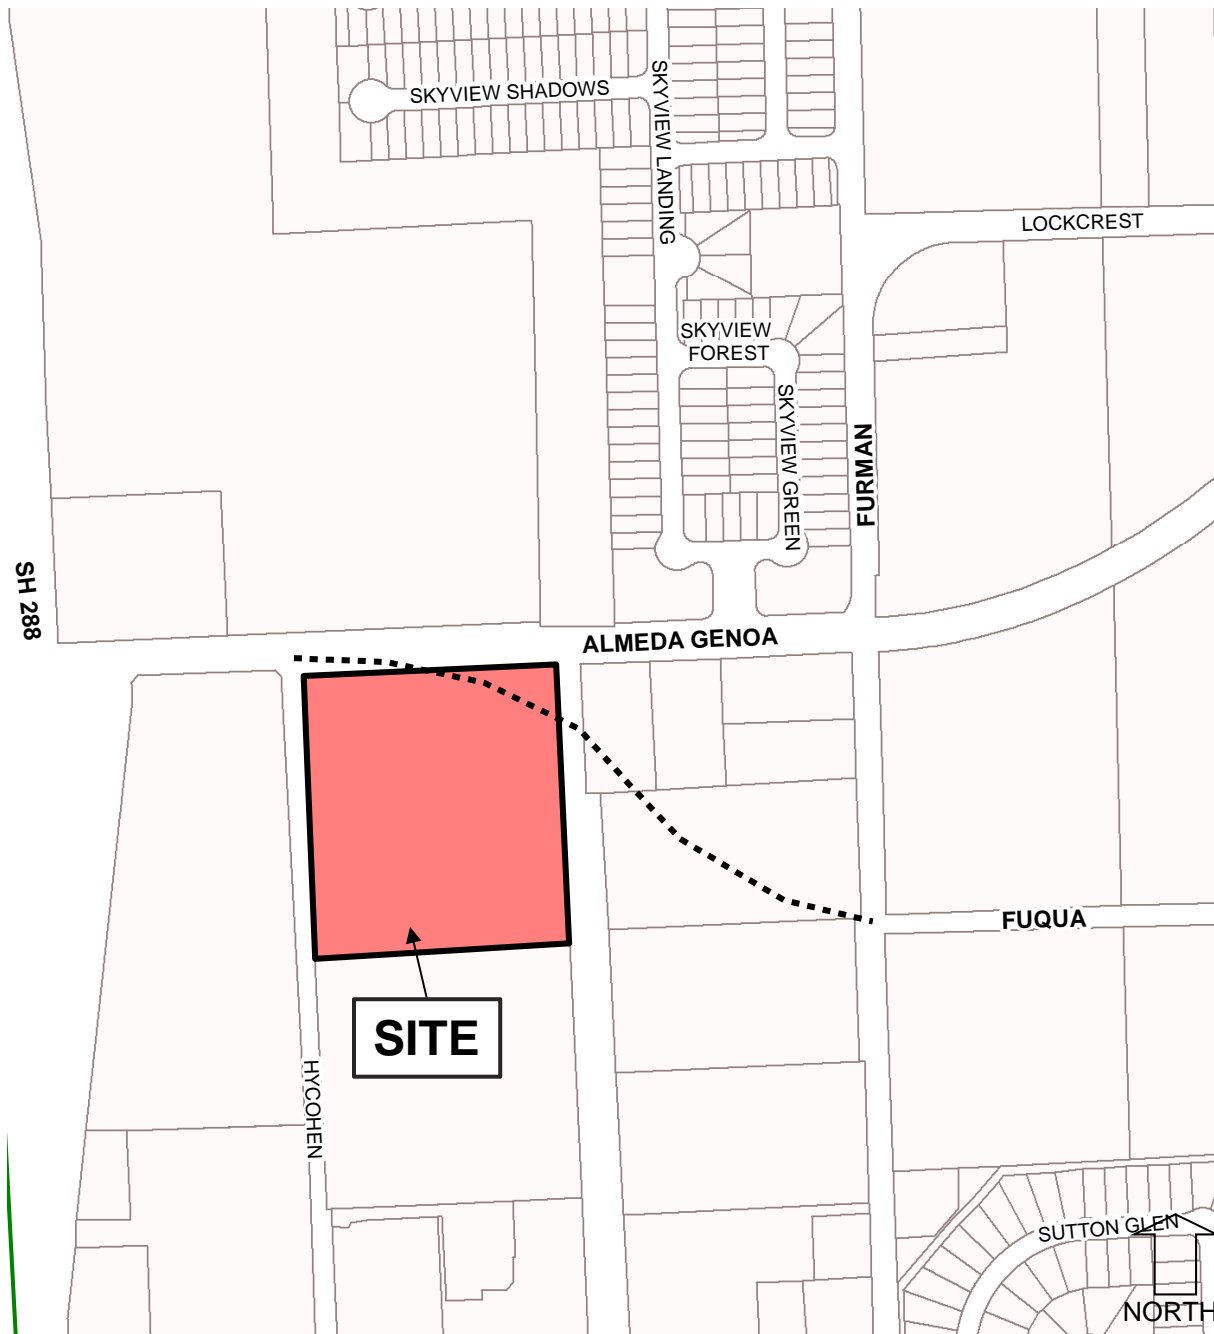 SKYVIEW SHADOWS
SKYVIEW LANDING
LOCKCREST
SKYVIEW
FOREST
SKYVIEW GREEN
FURMAN
SH 288
ALMEDA GENOA
FUQUA
SITE
HYCOHEN
SUTTON GLEN
NORTH